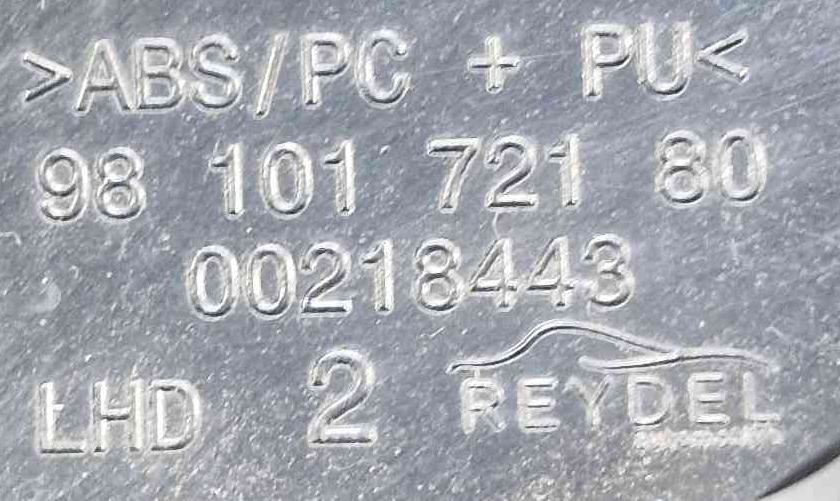 >ABS/PC + PU<
98 101 721 80
00218443
LHD 2 REYDEL